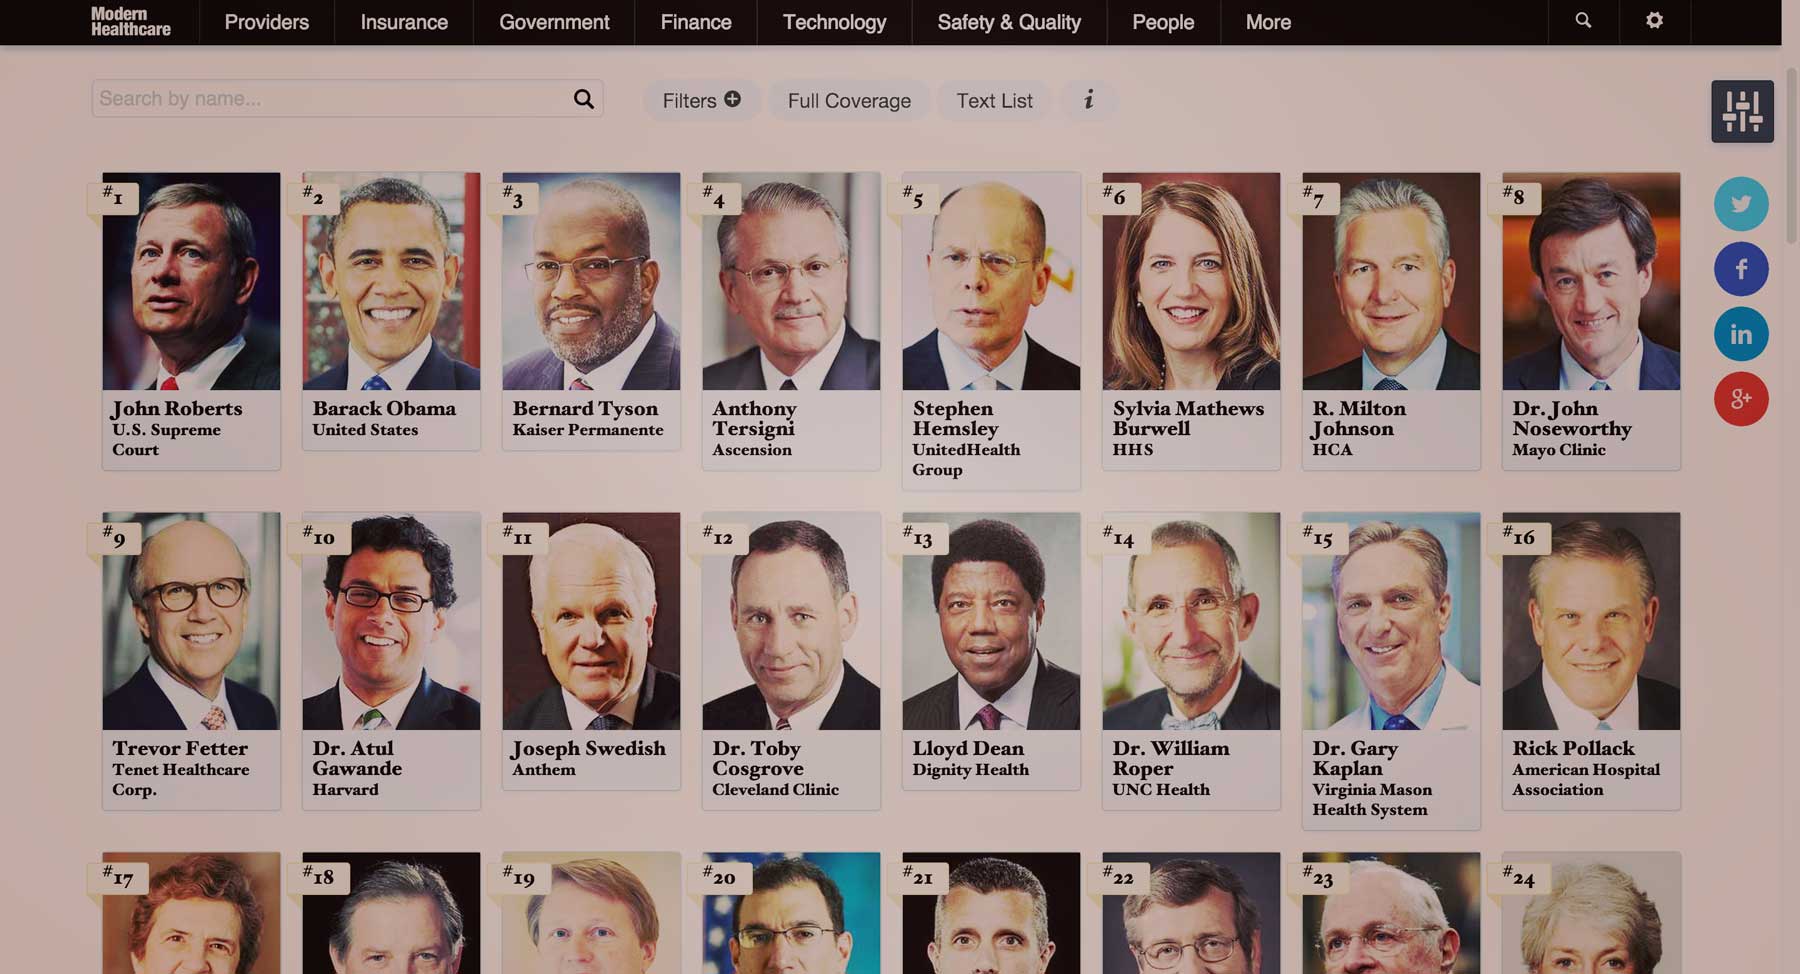 Modern
Healthcare
Providers
Insurance
Government
Finance
Technology
Safety & Quality
People
More
Search by name...
Filters
Full Coverage
Text List
i
#1
#2
#3
#4
#5
#6
#7
#8
John Roberts
U.S. Supreme
Court
Barack Obama
United States
Bernard Tyson
Kaiser Permanente
Anthony
Tersigni
Ascension
Stephen
Hemsley
UnitedHealth
Group
Sylvia Mathews
Burwell
HHS
R. Milton
Johnson
HCA
Dr. John
Noseworthy
Mayo Clinic
f
in
g+
#9
#10
#11
#12
#13
#14
#15
#16
Trevor Fetter
Tenet Healthcare
Corp.
Dr. Atul
Gawande
Harvard
Joseph Swedish
Anthem
Dr. Toby
Cosgrove
Cleveland Clinic
Lloyd Dean
Dignity Health
Dr. William
Roper
UNC Health
Dr. Gary
Kaplan
Virginia Mason
Health System
Rick Pollack
American Hospital
Association
#17
#18
#19
#20
#21
#22
#23
#24